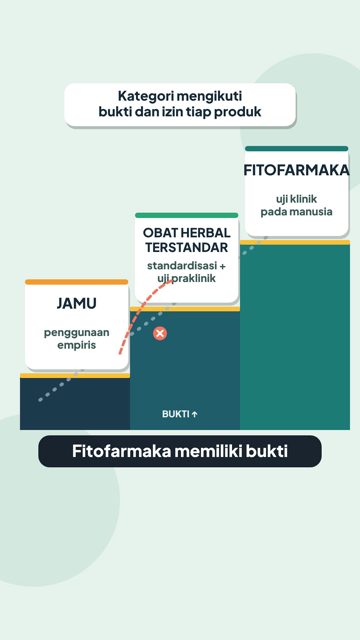 Kategori mengikuti
bukti dan izin tiap produk
FITOFARMAKA
uji klinik
pada manusia
OBAT HERBAL
TERSTANDAR
standardisasi +
uji praklinik
JAMU
penggunaan
empiris
BUKTI ↑
Fitofarmaka memiliki bukti